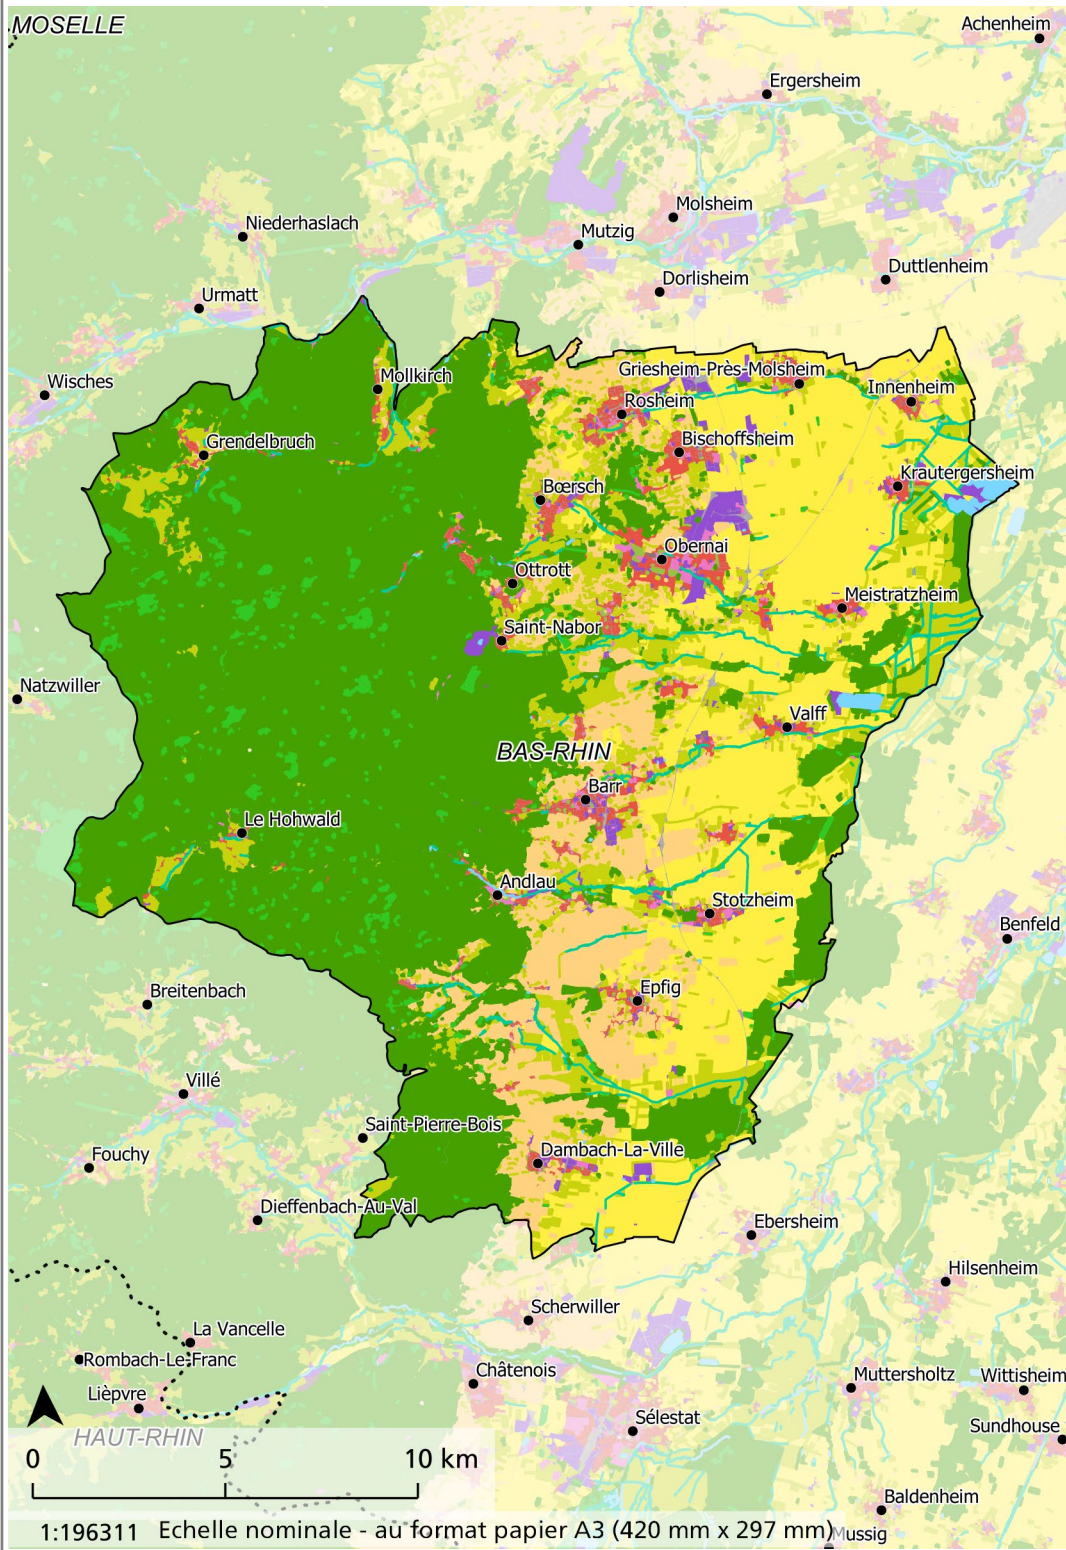 MOSELLE
Achenheim
Ergersheim
Molsheim
Niederhaslach
Mutzig
Duttlenheim
Dorlisheim
Urmatt
Griesheim-Près-Molsheim
Wisches
Mollkirch
Innenheim
Rosheim
Grendelbruch
Bischoffsheim
Krautergersheim
Bœrsch
Obernai
Ottrott
Meistratzheim
Saint-Nabor
Natzwiller
Valff
BAS-RHIN
Barr
Le Hohwald
Andlau
Stotzheim
Benfeld
Breitenbach
Epfig
Villé
Saint-Pierre-Bois
Fouchy
Dambach-La-Ville
Dieffenbach-Au-Val
Ebersheim
Hilsenheim
Scherwiller
La Vancelle
Rombach-Le-Franc
Châtenois
Muttersholtz
Wittisheim
Lièpvre
Sélestat
Sundhouse
HAUT-RHIN
0 5 10 km
Baldenheim
1:196311 Echelle nominale - au format papier A3 (420 mm x 297 mm)
Mussig